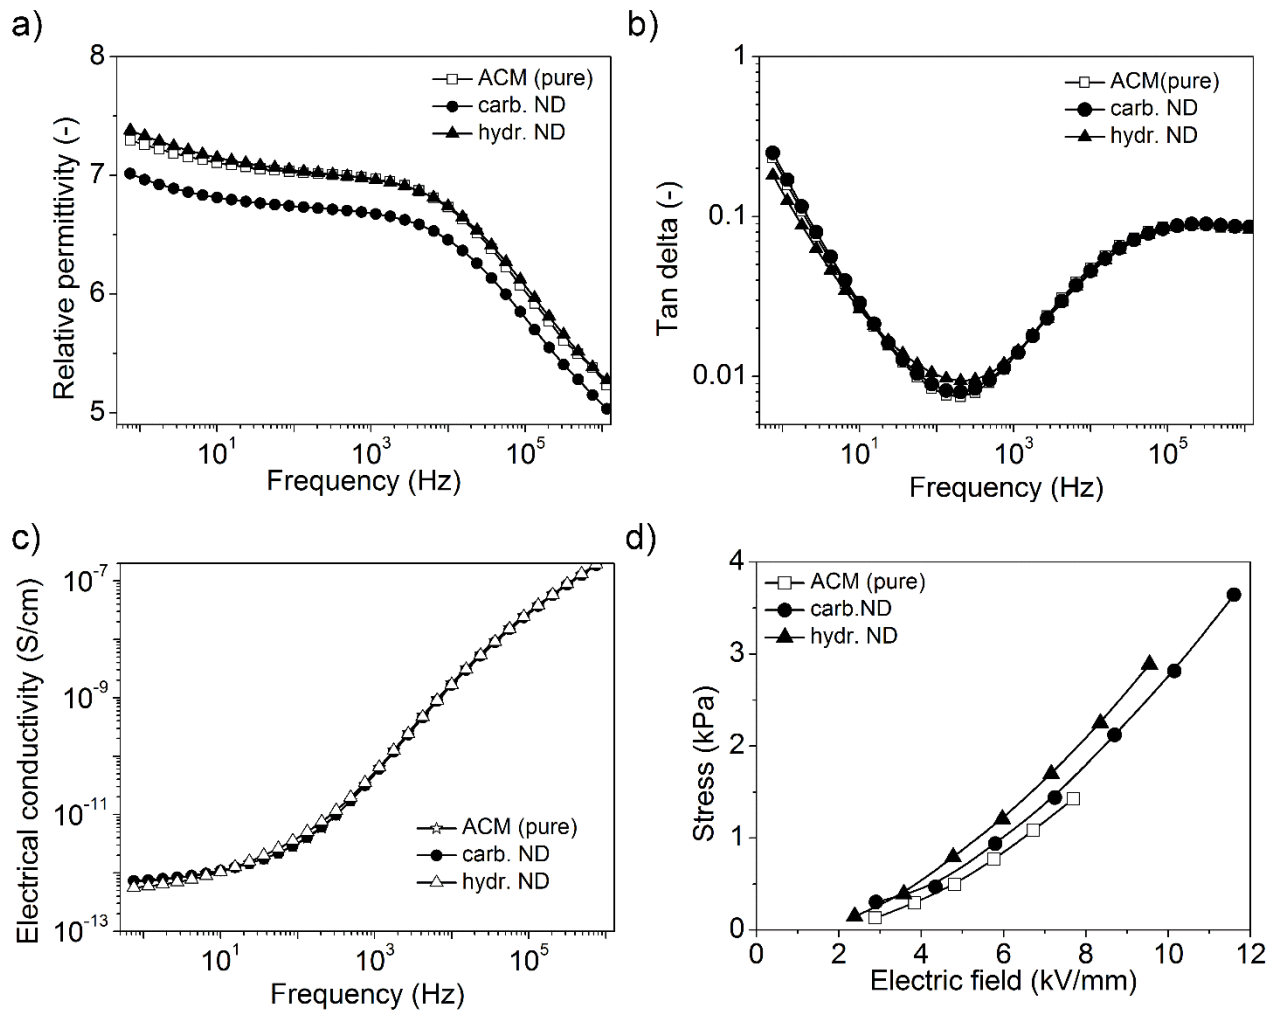 a)
8
7
6
5
Relative permittivity (-)
ACM (pure)
carb. ND
hydr. ND
10¹
10³
10⁵
Frequency (Hz)
b)
1
0.1
0.01
Tan delta (-)
ACM(pure)
carb. ND
hydr. ND
10¹
10³
10⁵
Frequency (Hz)
c)
10⁻⁷
10⁻⁹
10⁻¹¹
10⁻¹³
Electrical conductivity (S/cm)
ACM (pure)
carb. ND
hydr. ND
10¹
10³
10⁵
Frequency (Hz)
d)
4
3
2
1
0
Stress (kPa)
ACM (pure)
carb.ND
hydr. ND
0
2
4
6
8
10
12
Electric field (kV/mm)